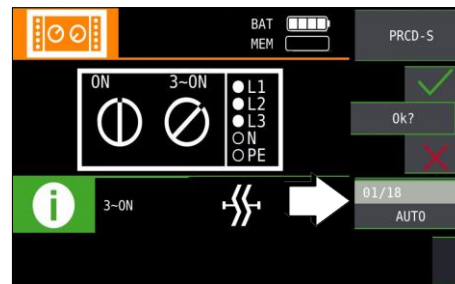 BAT
MEM
PRCD-S
ON 3~ON
L1
L2
L3
N
PE
Ok?
i
3~ON
01/18
AUTO